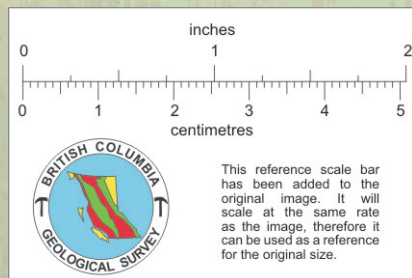 inches
0 1 2
0 1 2 3 4 5
centimetres
BRITISH COLUMBIA
GEOLOGICAL SURVEY
This reference scale bar
has been added to the
original image. It will
scale at the same rate
as the image, therefore it
can be used as a reference
for the original size.